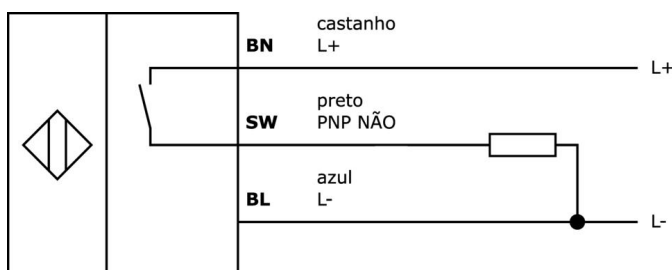 castanho
BN L+
L+
preto
SW PNP NÃO
azul
BL L-
L-